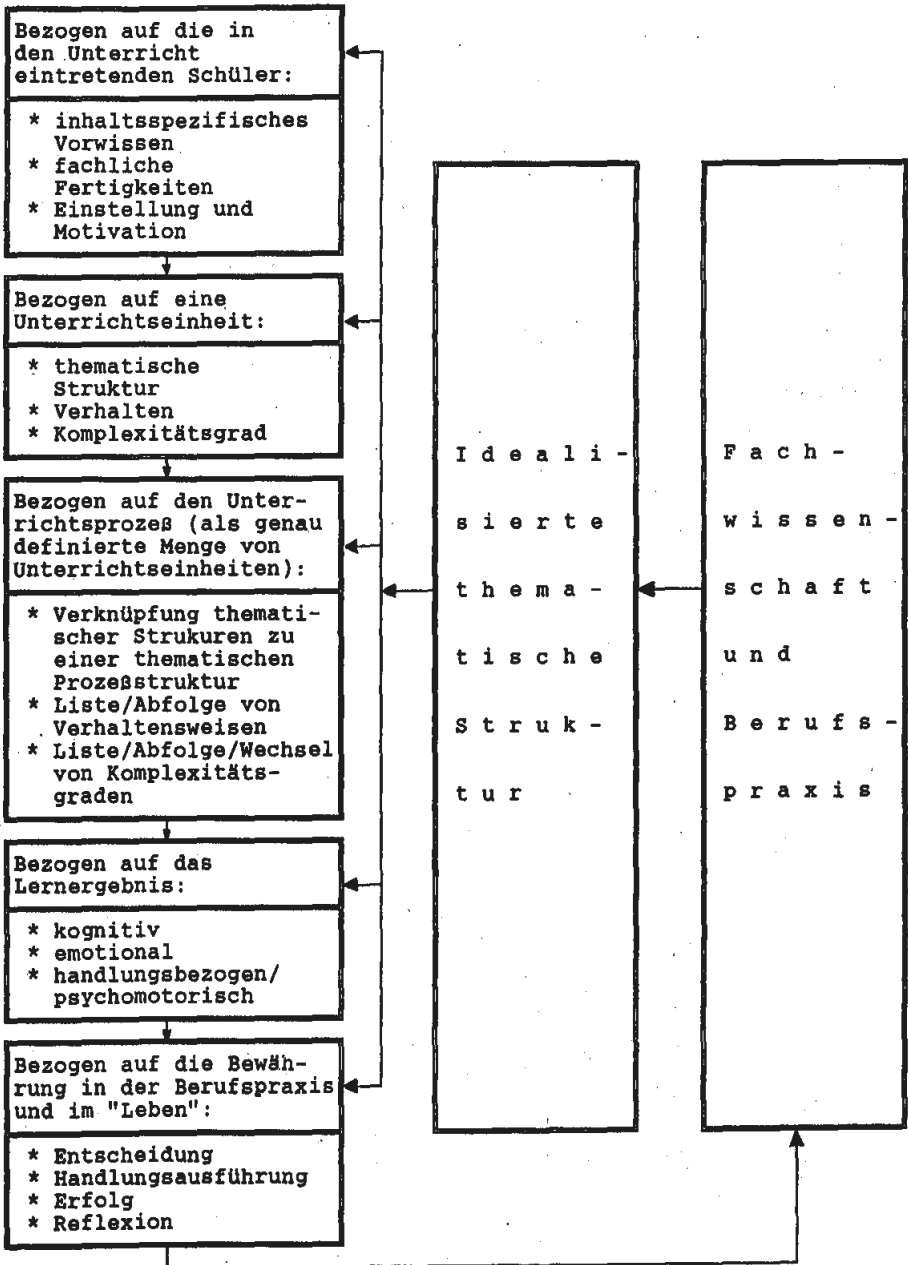 Bezogen auf die in
den Unterricht
eintretenden Schüler:
* inhaltsspezifisches
Vorwissen
* fachliche
Fertigkeiten
* Einstellung und
Motivation
Bezogen auf eine
Unterrichtseinheit:
* thematische
Struktur
* Verhalten
* Komplexitätsgrad
Bezogen auf den Unter-
richtsprozeß (als genau
definierte Menge von
Unterrichtseinheiten):
* Verknüpfung themati-
scher Strukuren zu
einer thematischen
Prozeßstruktur
* Liste/Abfolge von
Verhaltensweisen
* Liste/Abfolge/Wechsel
von Komplexitäts-
graden
Bezogen auf das
Lernergebnis:
* kognitiv
* emotional
* handlungsbezogen/
psychomotorisch
Bezogen auf die Bewäh-
rung in der Berufspraxis
und im "Leben":
* Entscheidung
* Handlungsausführung
* Erfolg
* Reflexion
I d e a l i -
s i e r t e
t h e m a -
t i s c h e
S t r u k -
t u r
F a c h -
w i s s e n -
s c h a f t
u n d
B e r u f s -
p r a x i s